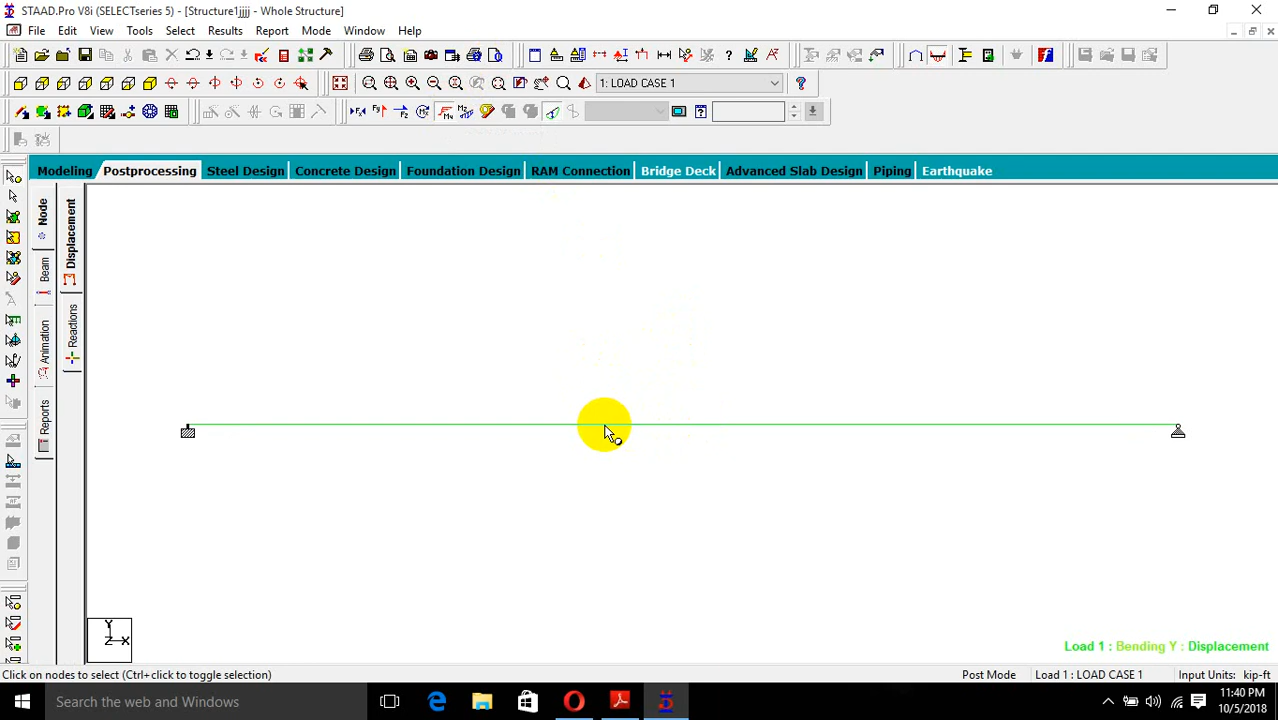 STAAD.Pro V8i (SELECTseries 5) - [Structure1jjjj - Whole Structure]
File Edit View Tools Select Results Report Mode Window Help
1: LOAD CASE 1
Modeling Postprocessing Steel Design Concrete Design Foundation Design RAM Connection Bridge Deck Advanced Slab Design Piping Earthquake
Node
Beam
Animation
Reports
Displacement
Reactions
Y
Z X
Load 1 : Bending Y : Displacement
Click on nodes to select (Ctrl+click to toggle selection)
Post Mode
Load 1 : LOAD CASE 1
Input Units: kip-ft
Search the web and Windows
11:40 PM
10/5/2018